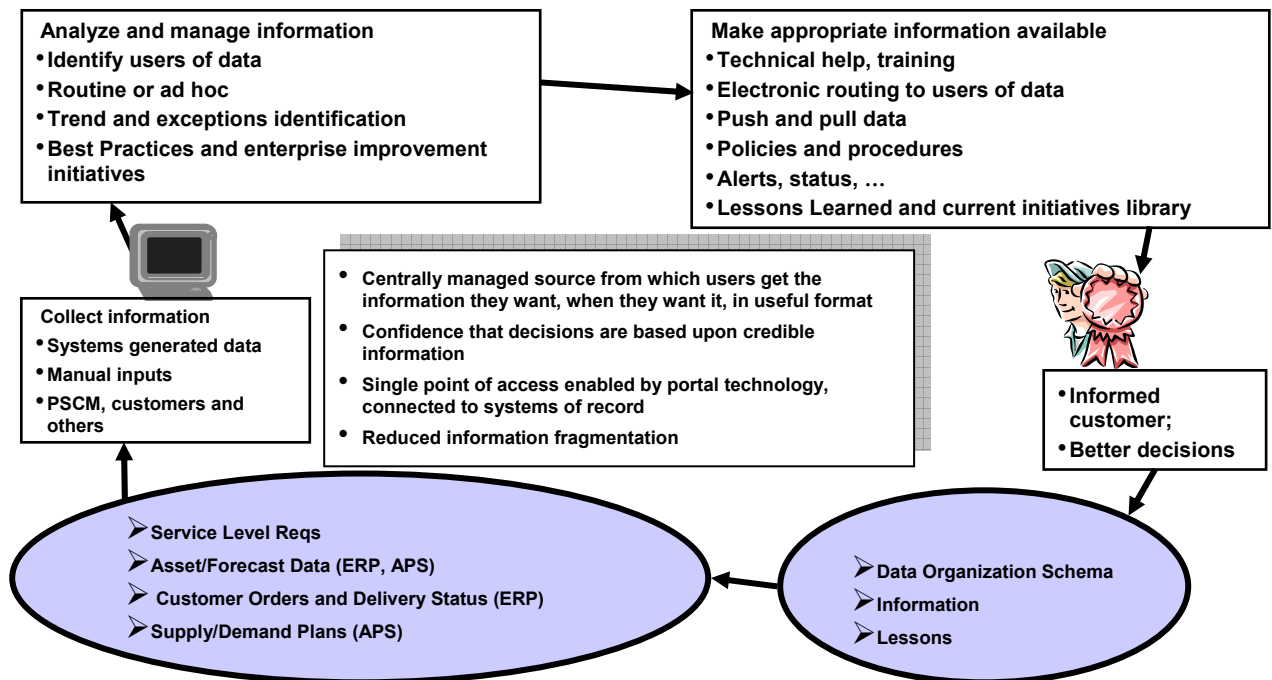 Analyze and manage information
•Identify users of data
•Routine or ad hoc
•Trend and exceptions identification
•Best Practices and enterprise improvement
initiatives
Make appropriate information available
•Technical help, training
•Electronic routing to users of data
•Push and pull data
•Policies and procedures
•Alerts, status, …
•Lessons Learned and current initiatives library
Collect information
•Systems generated data
•Manual inputs
•PSCM, customers and
others
• Centrally managed source from which users get the
information they want, when they want it, in useful format
• Confidence that decisions are based upon credible
information
• Single point of access enabled by portal technology,
connected to systems of record
• Reduced information fragmentation
•Informed
customer;
•Better decisions
➢Service Level Reqs
➢Asset/Forecast Data (ERP, APS)
➢Customer Orders and Delivery Status (ERP)
➢Supply/Demand Plans (APS)
➢Data Organization Schema
➢Information
➢Lessons